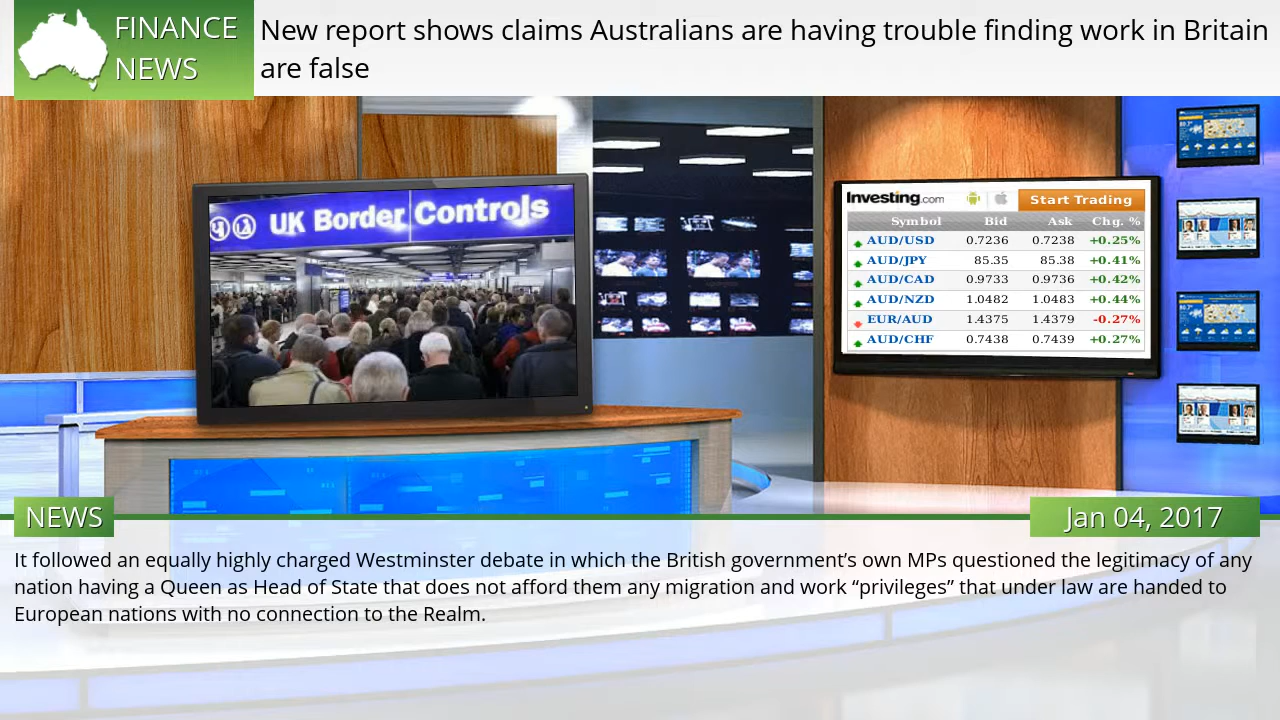 FINANCE
NEWS
New report shows claims Australians are having trouble finding work in Britain
are false
UK Border Controls
Investing.com
Start Trading
Symbol Bid Ask Chg. %
AUD/USD 0.7236 0.7238 +0.25%
AUD/JPY 85.35 85.38 +0.41%
AUD/CAD 0.9733 0.9736 +0.42%
AUD/NZD 1.0482 1.0483 +0.44%
EUR/AUD 1.4375 1.4379 -0.27%
AUD/CHF 0.7438 0.7439 +0.27%
NEWS
Jan 04, 2017
It followed an equally highly charged Westminster debate in which the British government’s own MPs questioned the legitimacy of any
nation having a Queen as Head of State that does not afford them any migration and work “privileges” that under law are handed to
European nations with no connection to the Realm.